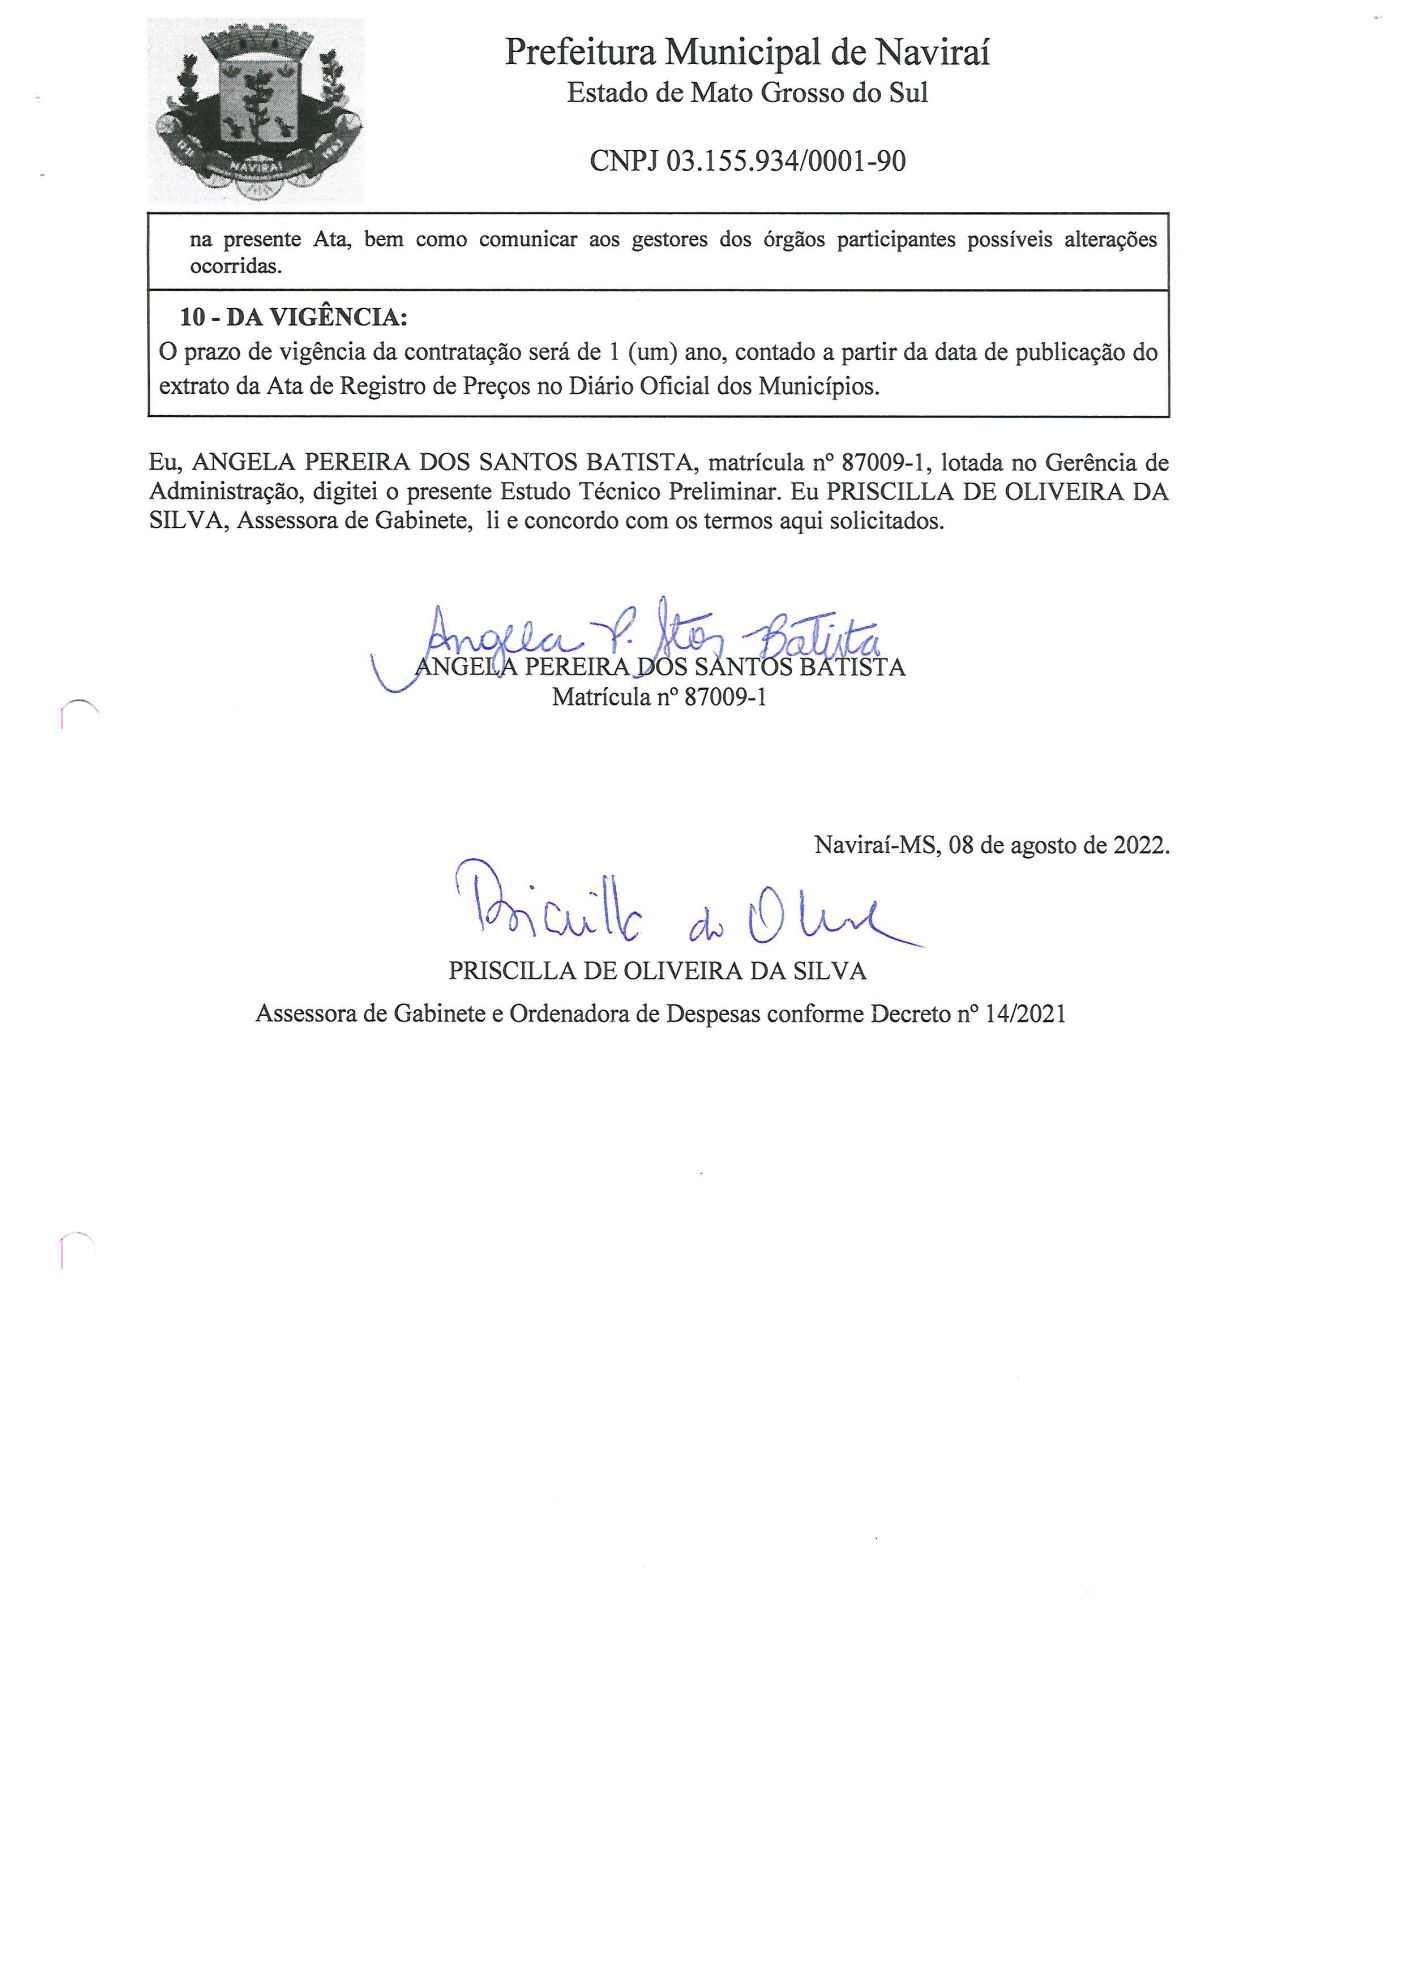 Prefeitura Municipal de Naviraí
Estado de Mato Grosso do Sul
CNPJ 03.155.934/0001-90
NAVIRAÍ
na presente Ata, bem como comunicar aos gestores dos órgãos participantes possíveis alterações
ocorridas.
10 - DA VIGÊNCIA:
O prazo de vigência da contratação será de 1 (um) ano, contado a partir da data de publicação do
extrato da Ata de Registro de Preços no Diário Oficial dos Municípios.
Eu, ANGELA PEREIRA DOS SANTOS BATISTA, matrícula nº 87009-1, lotada no Gerência de
Administração, digitei o presente Estudo Técnico Preliminar. Eu PRISCILLA DE OLIVEIRA DA
SILVA, Assessora de Gabinete, li e concordo com os termos aqui solicitados.
Angela P. Stos Batista
ANGELA PEREIRA DOS SANTOS BATISTA
Matrícula nº 87009-1
Naviraí-MS, 08 de agosto de 2022.
PRISCILLA DE OLIVEIRA DA SILVA
Assessora de Gabinete e Ordenadora de Despesas conforme Decreto nº 14/2021